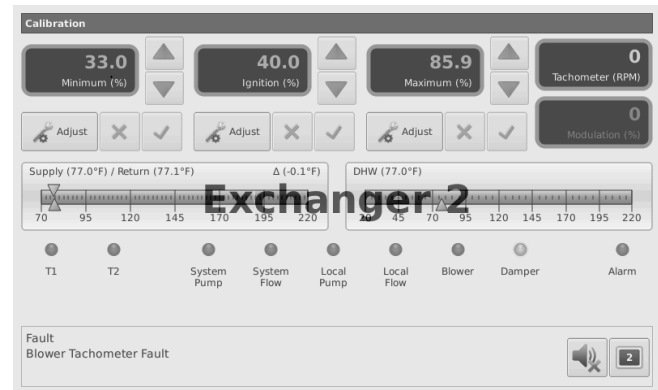 Calibration
33.0
Minimum (%)
40.0
Ignition (%)
85.9
Maximum (%)
0
Tachometer (RPM)
Adjust
Adjust
Adjust
0
Modulation (%)
Supply (77.0°F) / Return (77.1°F) Δ (-0.1°F)
DHW (77.0°F)
Exchanger 2
70 95 120 145 170 195 220
20 45 70 95 120 145 170 195 220
T1
T2
System
Pump
System
Flow
Local
Pump
Local
Flow
Blower
Damper
Alarm
Fault
Blower Tachometer Fault
2